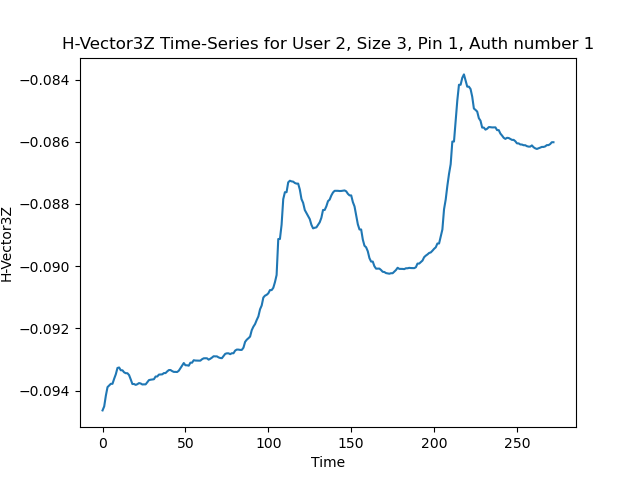 H-Vector3Z Time-Series for User 2, Size 3, Pin 1, Auth number 1
−0.084
−0.086
−0.088
−0.090
−0.092
−0.094
H-Vector3Z
0 50 100 150 200 250
Time